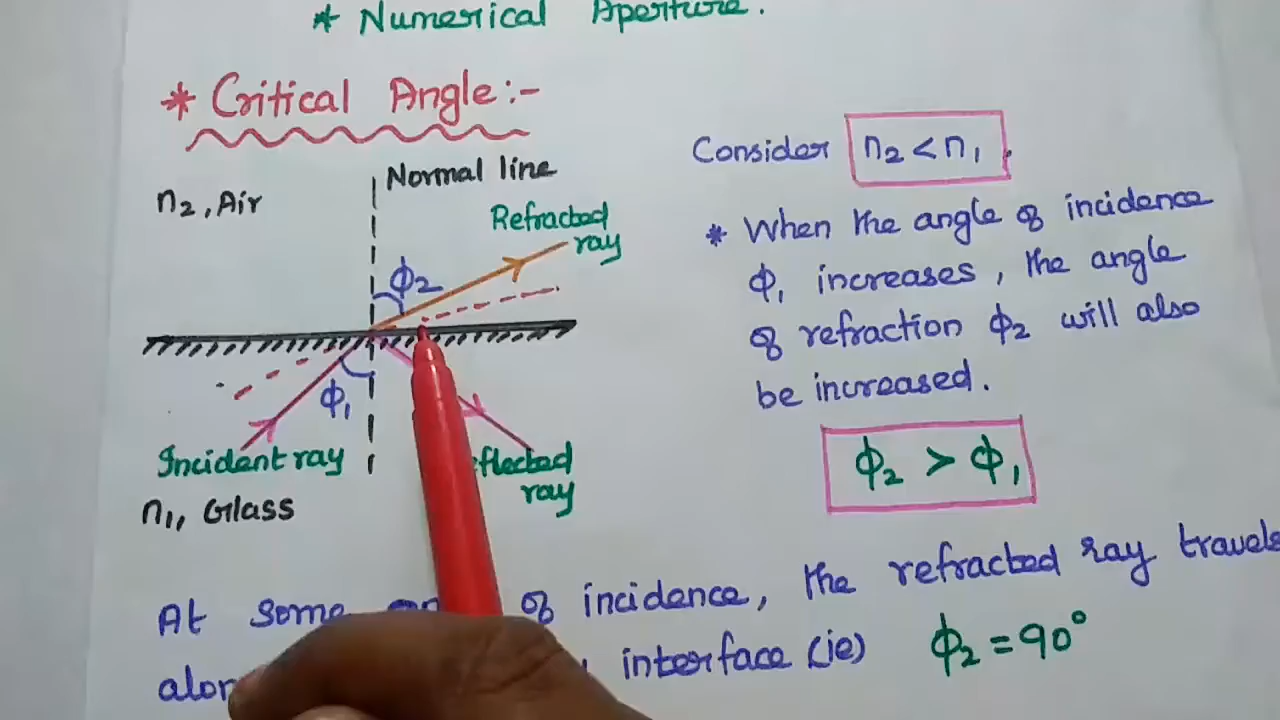 * Numerical Aperture.
* Critical Angle:-
n₂, Air
Normal line
Refracted
ray
ϕ₂
ϕ₁
Incident ray
n₁, Glass
flected
ray
Consider n₂ < n₁.
* When the angle of incidence
ϕ₁ increases, the angle
of refraction ϕ₂ will also
be increased.
ϕ₂ > ϕ₁
At some of incidence, the refracted ray travels
interface (ie) ϕ₂ = 90°